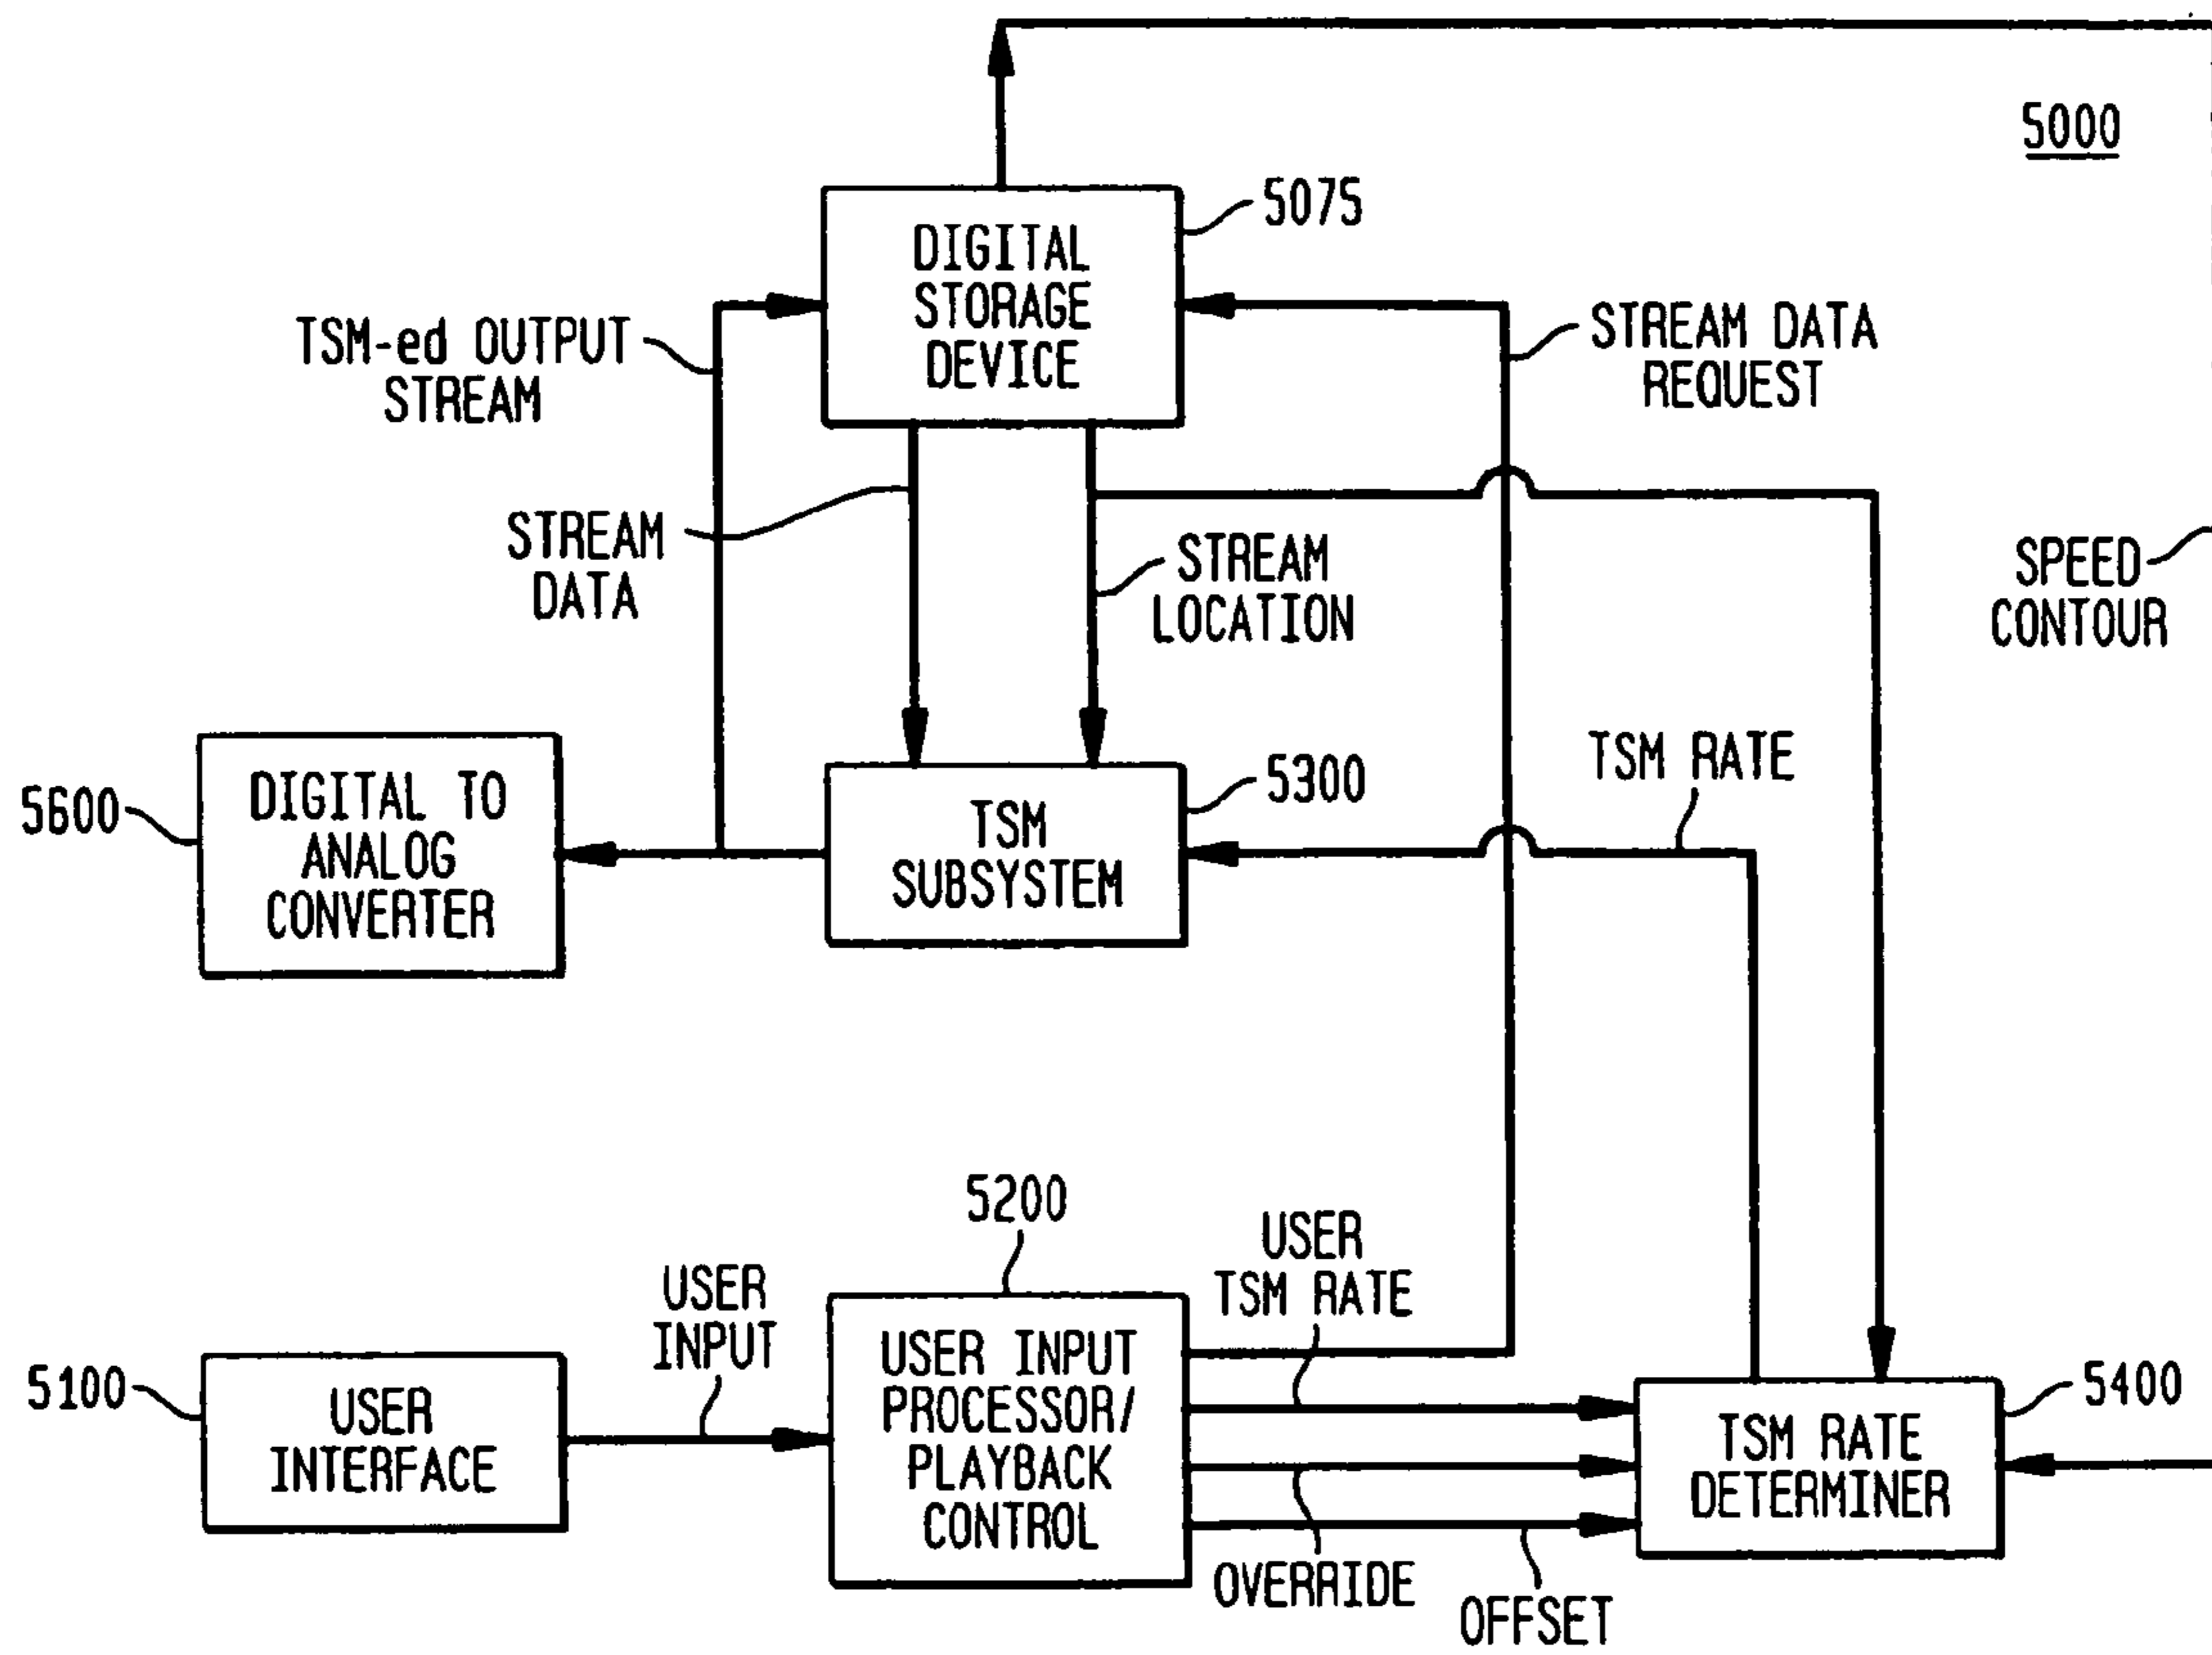 5000
5075
DIGITAL
STORAGE
DEVICE
TSM-ed OUTPUT
STREAM
STREAM DATA
REQUEST
STREAM
DATA
STREAM
LOCATION
SPEED
CONTOUR
TSM RATE
5600
DIGITAL TO
ANALOG
CONVERTER
5300
TSM
SUBSYSTEM
5200
USER
TSM RATE
USER
INPUT
5100
USER
INTERFACE
USER INPUT
PROCESSOR/
PLAYBACK
CONTROL
5400
TSM RATE
DETERMINER
OVERRIDE
OFFSET